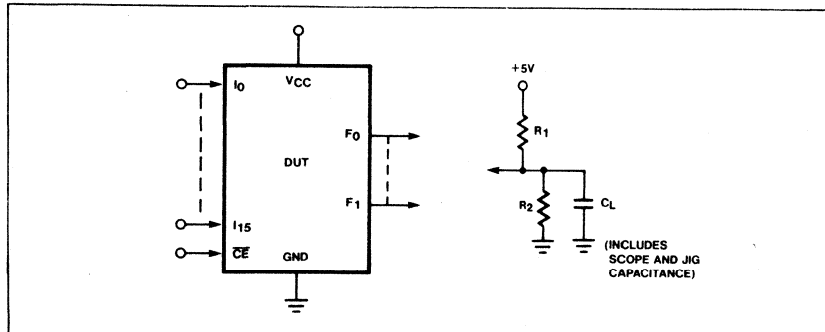 VCC
I0
F0
DUT
F1
I15
CE
GND
+5V
R1
R2
CL
(INCLUDES
SCOPE AND JIG
CAPACITANCE)